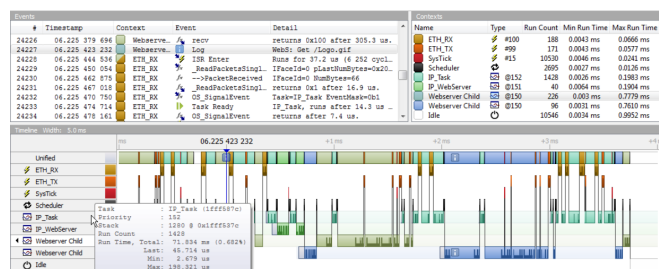 Events
# Timestamp Context Event Detail
24226 06.225 379 696 Webserve… recv returns 0x100 after 305.3 us.
24227 06.225 423 232 Webserve… Log WebS: Get /Logo.gif
24228 06.225 444 536 ETH_RX ISR Enter Runs for 37.2 us (6 252 cycl…
24229 06.225 450 054 ETH_RX _ReadPacketsSingl… IFaceId=0 pLastNumBytes=0x20…
24230 06.225 462 875 ETH_RX --->PacketReceived IFaceId=0 NumBytes=66
24231 06.225 467 018 ETH_RX _ReadPacketsSingl… returns 0x1 after 16.9 us.
24232 06.225 470 750 ETH_RX OS_SignalEvent Task=IP_Task EventMask=0b1
24233 06.225 474 714 ETH_RX Task Ready IP_Task, runs after 14.3 us …
24234 06.225 478 161 ETH_RX OS_SignalEvent returns after 7.4 us.
Contexts
Name Type Run Count Min Run Time Max Run Time
ETH_RX #100 188 0.0043 ms 0.0666 ms
ETH_TX #99 171 0.0043 ms 0.0577 ms
SysTick #15 10530 0.0046 ms 0.0241 ms
Scheduler 2695 0.0027 ms 0.0126 ms
IP_Task @152 1428 0.0026 ms 0.1983 ms
IP_WebServer @151 40 0.0064 ms 0.1904 ms
Webserver Child @150 226 0.003 ms 0.7779 ms
Webserver Child @150 96 0.0031 ms 0.7610 ms
Idle 10546 0.0034 ms 0.9952 ms
Timeline Width: 5.0 ms
ms 06.225 423 232 +1 ms +2 ms +3 ms
Unified
ETH_RX
ETH_TX
SysTick
Scheduler
IP_Task
IP_WebServer
Webserver Child
Webserver Child
Idle
Task : IP_Task (1fff587c)
Priority : 152
Stack : 1280 @ 0x1fff537c
Run Count : 1428
Run Time, Total: 71.834 ms (0.682%)
Last: 45.714 us
Min: 2.679 us
Max: 198.321 us